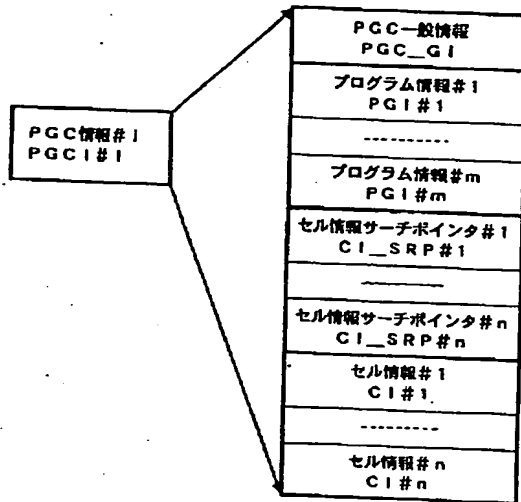 PGC情報#i
PGCI#i
PGC一般情報
PGC_GI
プログラム情報#1
PGI#1
----------
プログラム情報#m
PGI#m
セル情報サーチポインタ#1
CI_SRP#1
----------
セル情報サーチポインタ#n
CI_SRP#n
セル情報#1
CI#1
---------
セル情報#n
CI#n